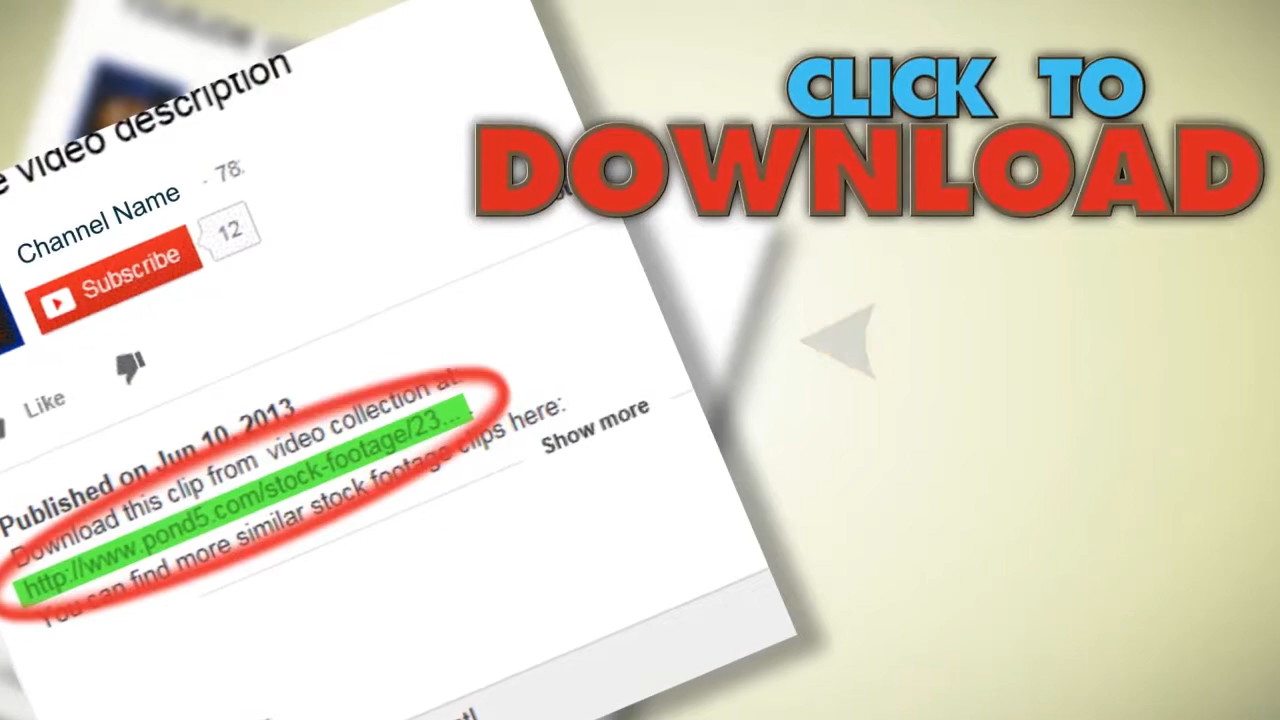 CLICK TO
DOWNLOAD
video description
Channel Name
- 78
Subscribe
12
Like
Published on Jun 10, 2013
Download this clip from video collection at:
http://www.pond5.com/stock-footage/23... -
You can find more similar stock footage clips here:
Show more